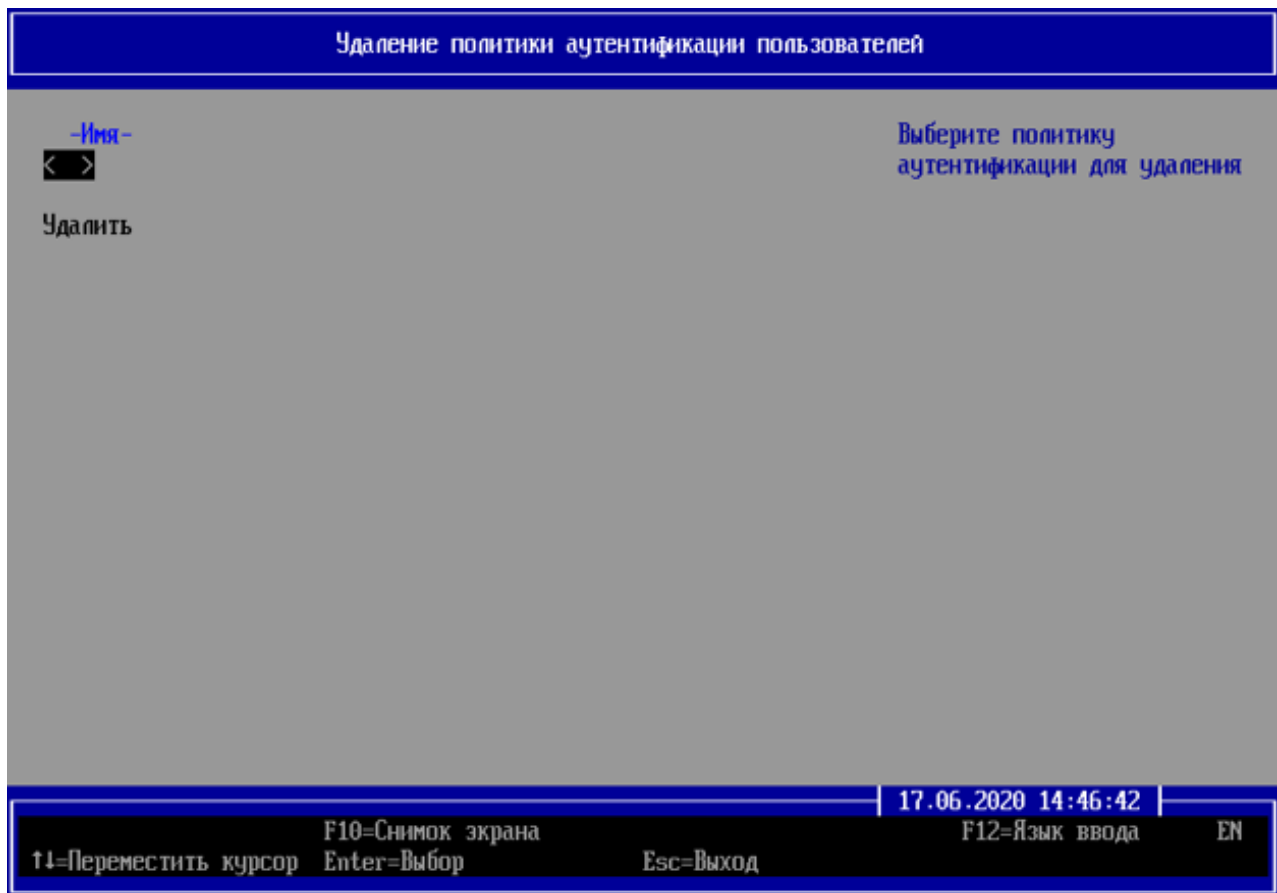 Удаление политики аутентификации пользователей
-Имя-
< >
Удалить
Выберите политику
аутентификации для удаления
17.06.2020 14:46:42
F10=Снимок экрана F12=Язык ввода EN
↑↓=Переместить курсор Enter=Выбор Esc=Выход